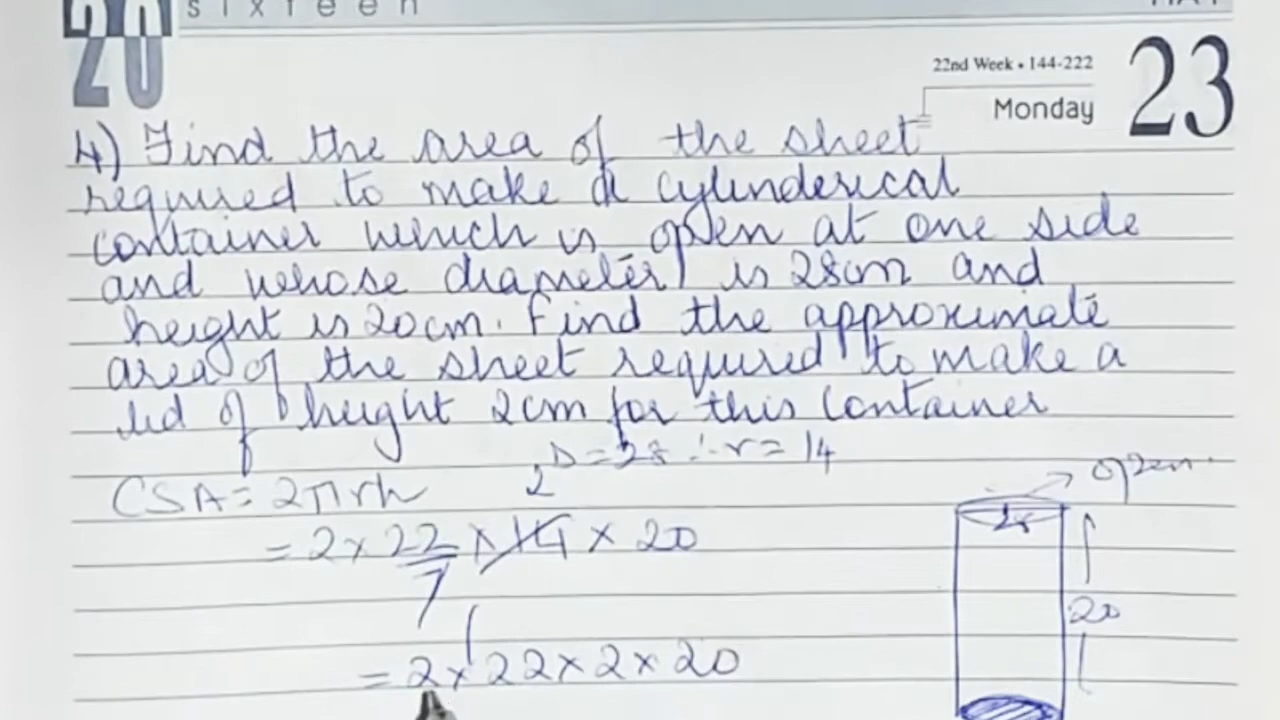 20
sixteen
22nd Week • 144-222
Monday
23
4) Find the area of the sheet
required to make a cylinderical
container which is open at one side
and whose diameter is 28cm and
height is 20cm. Find the approximate
area of the sheet required to make a
lid of height 2cm for this container
D=28 ∴ r = 14
CSA = 2πrh
2
= 2 × 22/7 × 14 × 20
1
= 2 × 22 × 2 × 20
open
20